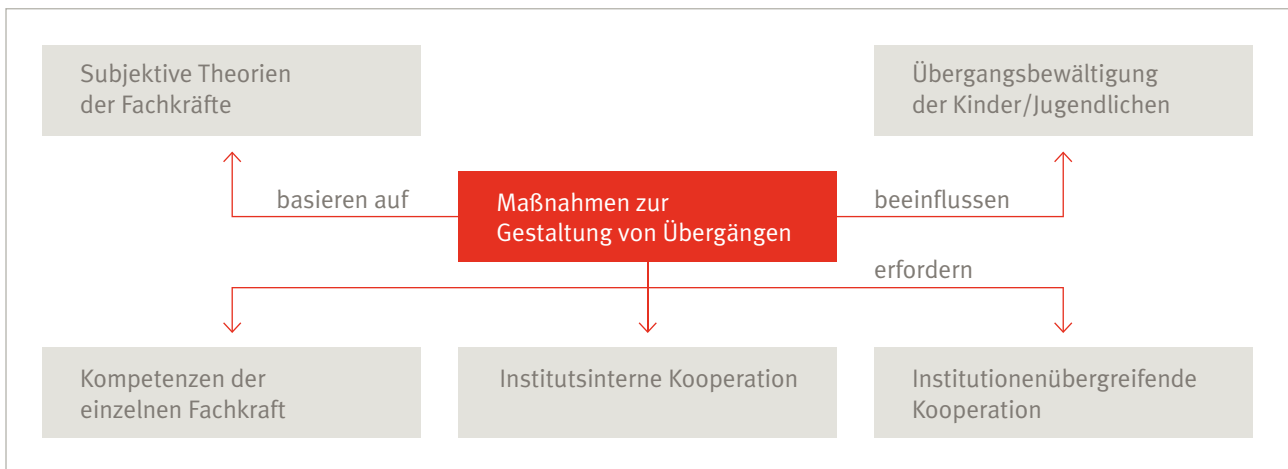 Subjektive Theorien
der Fachkräfte
Übergangsbewältigung
der Kinder/Jugendlichen
basieren auf
Maßnahmen zur
Gestaltung von Übergängen
beeinflussen
erfordern
Kompetenzen der
einzelnen Fachkraft
Institutsinterne Kooperation
Institutionenübergreifende
Kooperation